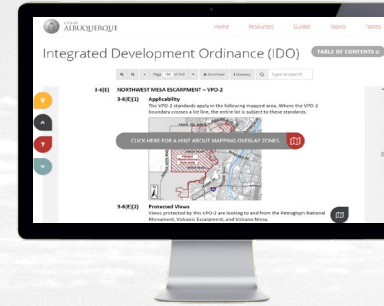 CITY OF
ALBUQUERQUE
Home Resources Guides Topics Tables
Integrated Development Ordinance (IDO)
TABLE OF CONTENTS
Page of Download Glossary Type to search
3-6(E) NORTHWEST MESA ESCARPMENT – VPO-2
3-6(E)(1) Applicability
The VPO-2 standards apply in the following mapped area. Where the VPO-2
boundary crosses a lot line, the entire lot is subject to these standards.
CLICK HERE FOR A HINT ABOUT MAPPING OVERLAY ZONES.
3-6(E)(2) Protected Views
Views protected by this VPO-2 are looking to and from the Petroglyph National
Monument, Volcanic Escarpment, and Volcano Mesa.